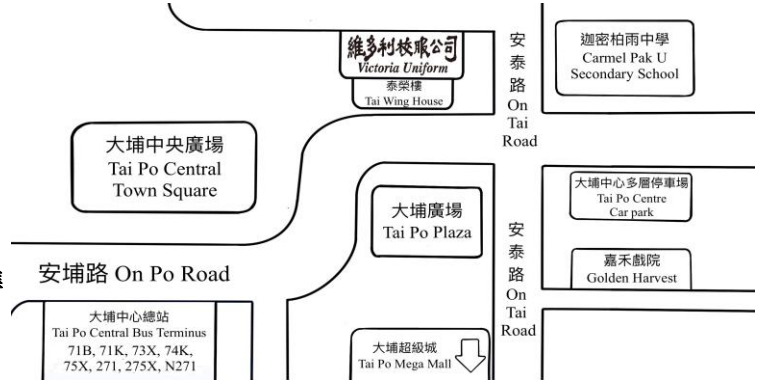 維多利校服公司
Victoria Uniform
泰榮樓
Tai Wing House
安泰路
On
Tai
Road
迦密柏雨中學
Carmel Pak U
Secondary School
大埔中央廣場
Tai Po Central
Town Square
大埔廣場
Tai Po Plaza
大埔中心多層停車場
Tai Po Centre
Car park
安泰路
On
Tai
Road
嘉禾戲院
Golden Harvest
安埔路 On Po Road
大埔中心總站
Tai Po Central Bus Terminus
71B, 71K, 73X, 74K,
75X, 271, 275X, N271
大埔超級城
Tai Po Mega Mall